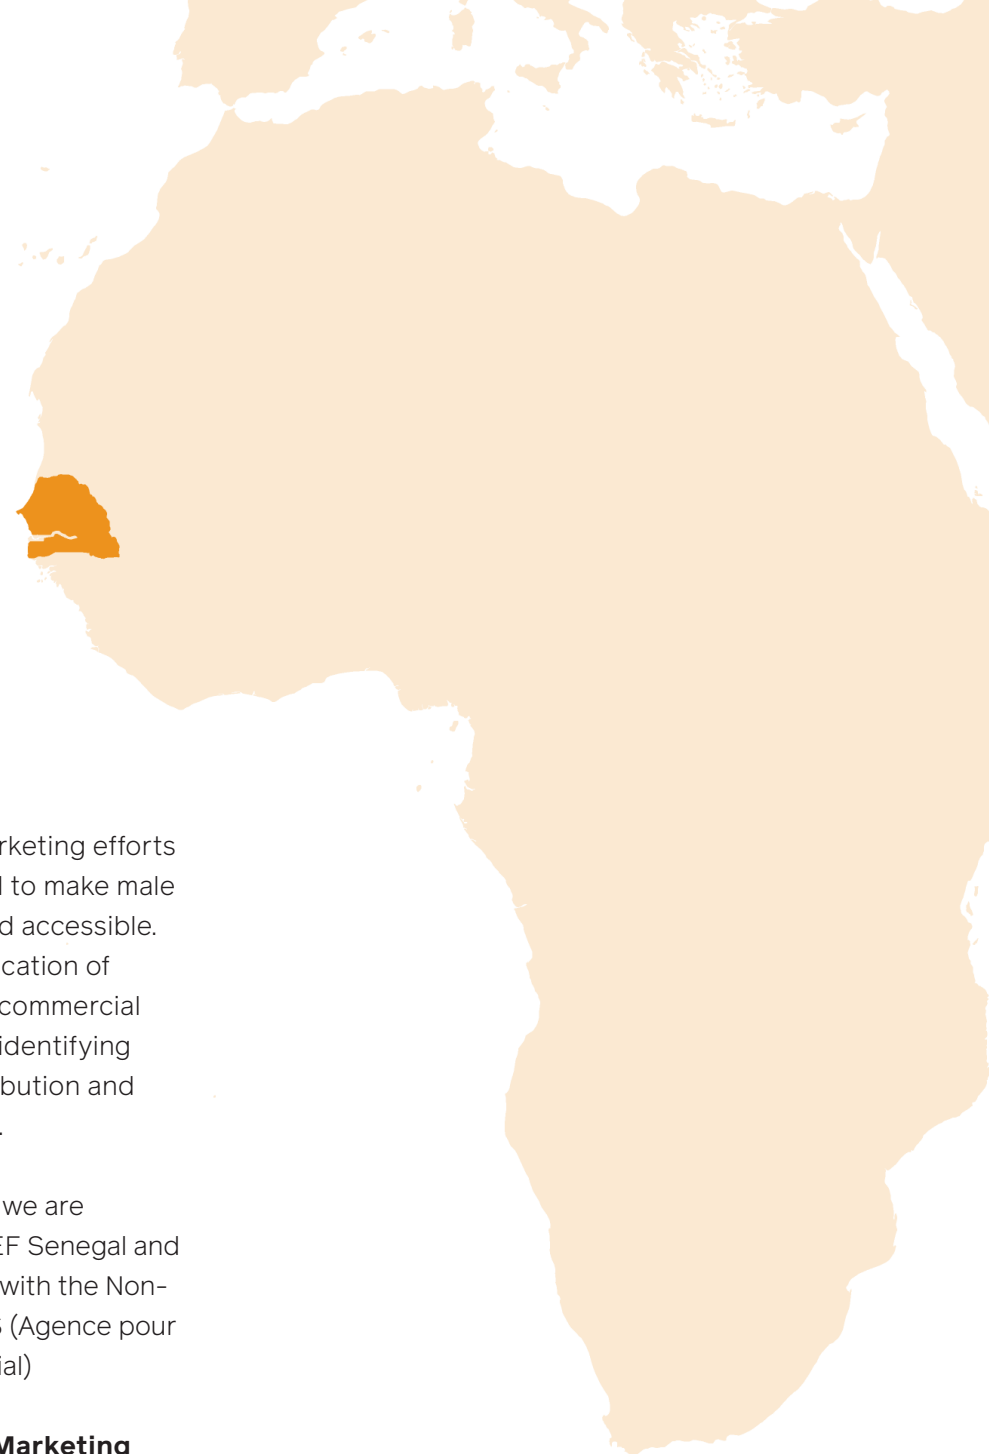 rketing efforts
to make male
accessible.
cation of
commercial
identifying
bution and
.
we are
EF Senegal and
with the Non-
(Agence pour
ial)
Marketing